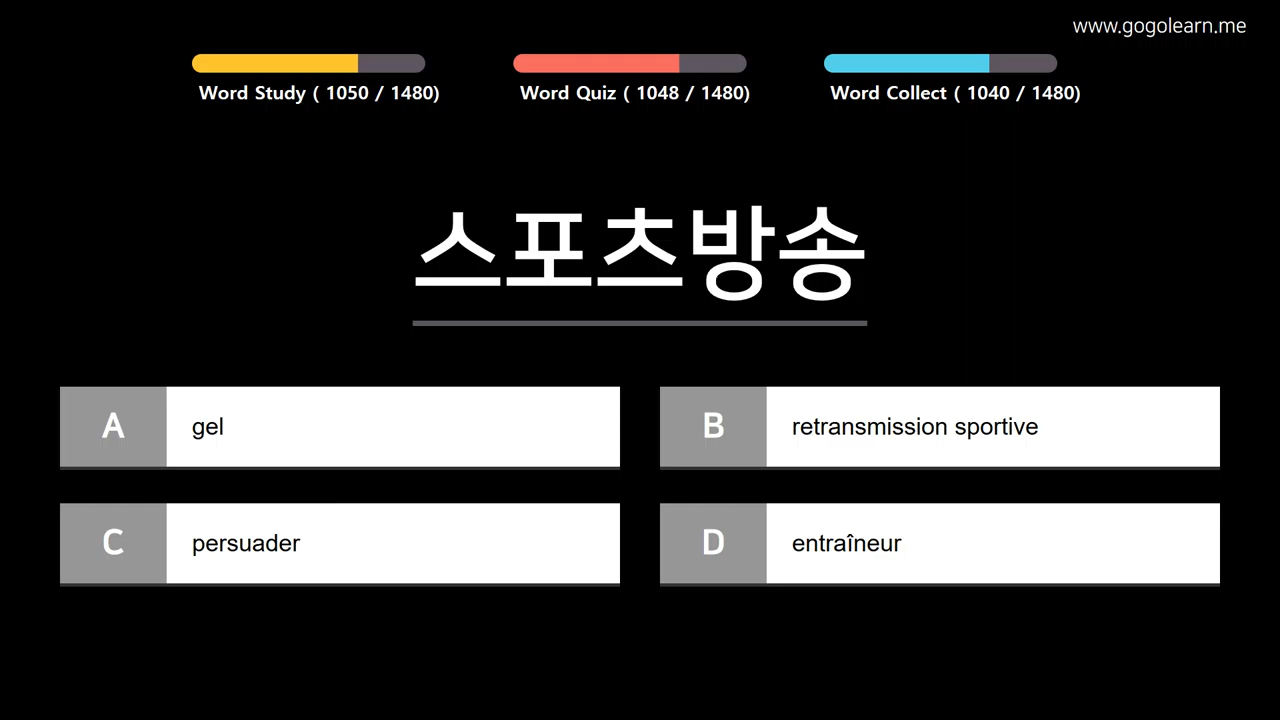 www.gogolearn.me
Word Study ( 1050 / 1480)
Word Quiz ( 1048 / 1480)
Word Collect ( 1040 / 1480)
스포츠방송
A gel
B retransmission sportive
C persuader
D entraîneur